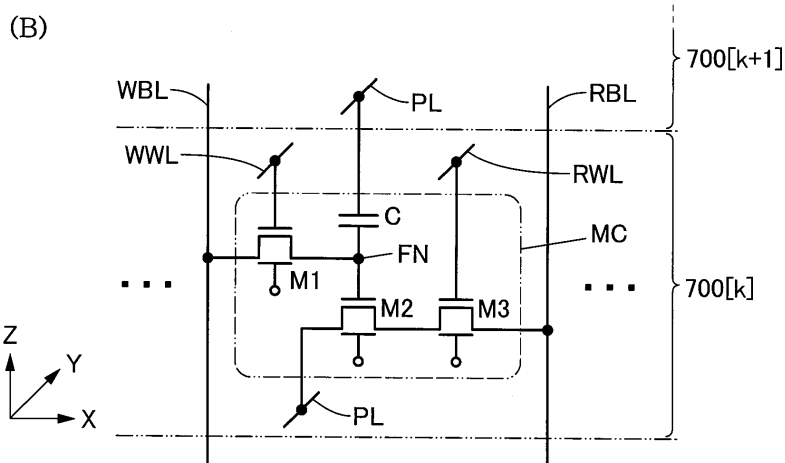 (B)
700[k+1]
WBL
PL
RBL
WWL
RWL
C
MC
FN
M1
. . .
. . .
700[k]
M2
M3
Z
Y
X
PL